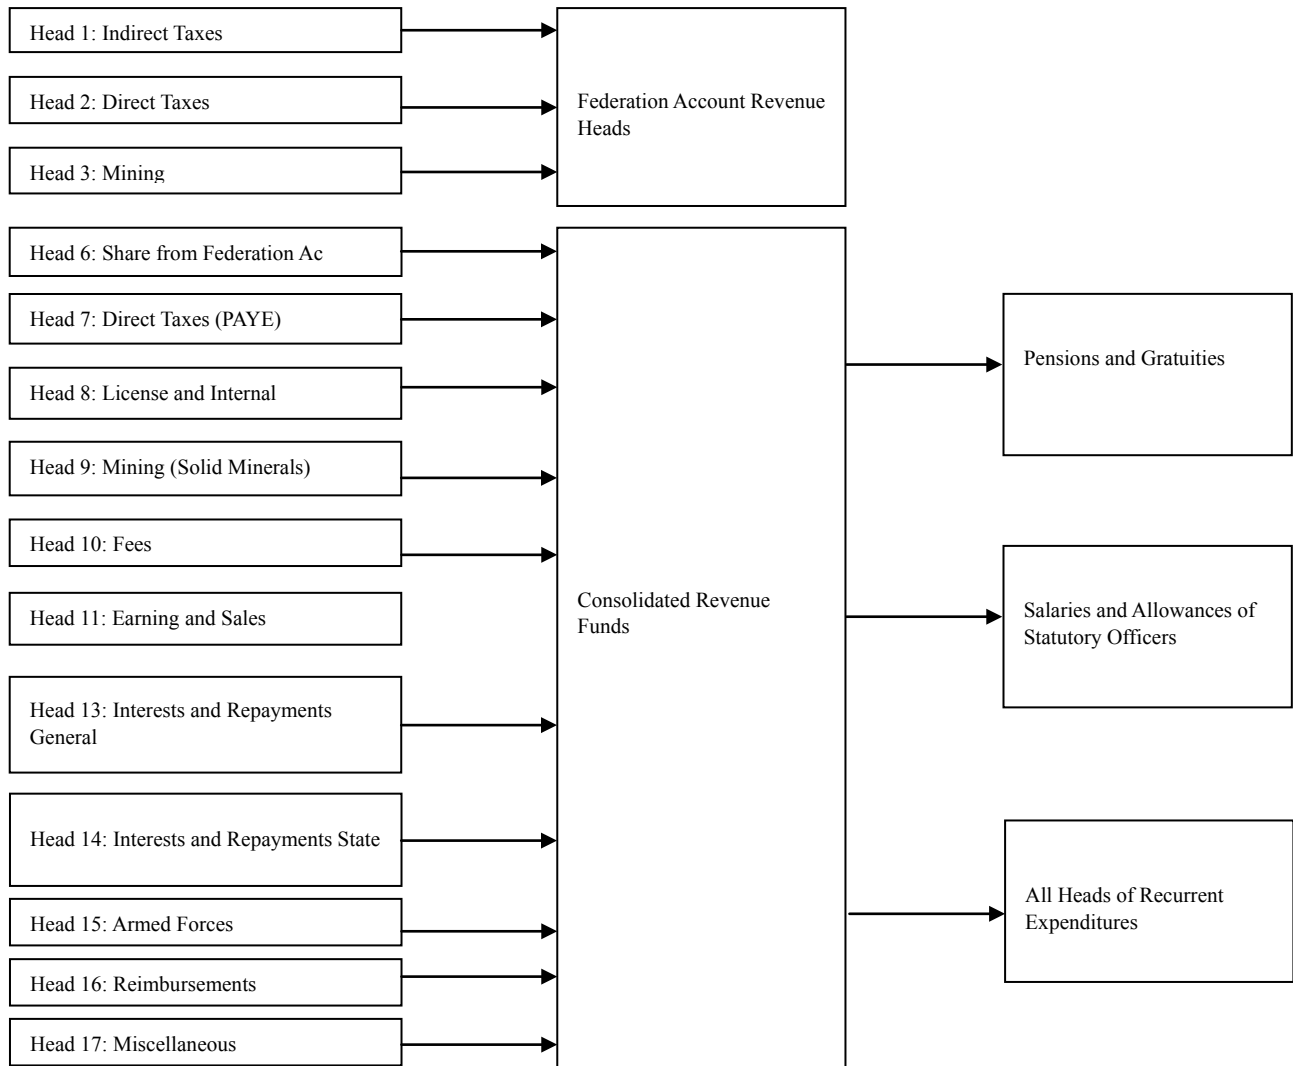 Head 1: Indirect Taxes
Head 2: Direct Taxes
Head 3: Mining
Federation Account Revenue
Heads
Head 6: Share from Federation Ac
Head 7: Direct Taxes (PAYE)
Head 8: License and Internal
Head 9: Mining (Solid Minerals)
Head 10: Fees
Head 11: Earning and Sales
Head 13: Interests and Repayments
General
Head 14: Interests and Repayments State
Head 15: Armed Forces
Head 16: Reimbursements
Head 17: Miscellaneous
Consolidated Revenue
Funds
Pensions and Gratuities
Salaries and Allowances of
Statutory Officers
All Heads of Recurrent
Expenditures